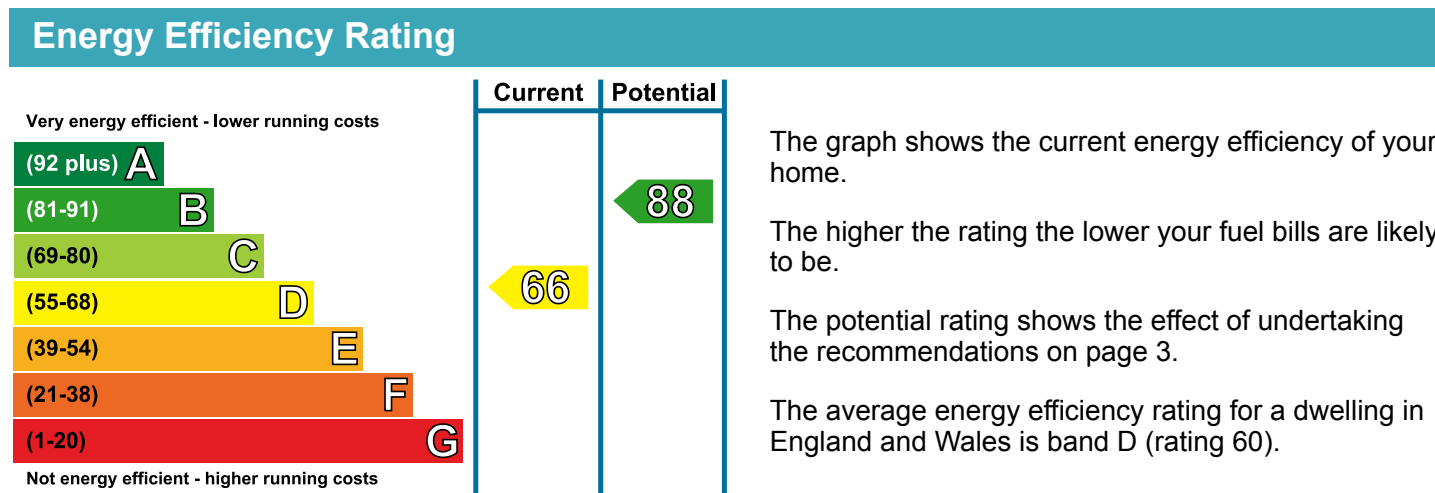 Energy Efficiency Rating
Current Potential
Very energy efficient - lower running costs
(92 plus) A
(81-91) B
(69-80) C
(55-68) D
(39-54) E
(21-38) F
(1-20) G
Not energy efficient - higher running costs
66
88
The graph shows the current energy efficiency of your
home.
The higher the rating the lower your fuel bills are likely
to be.
The potential rating shows the effect of undertaking
the recommendations on page 3.
The average energy efficiency rating for a dwelling in
England and Wales is band D (rating 60).